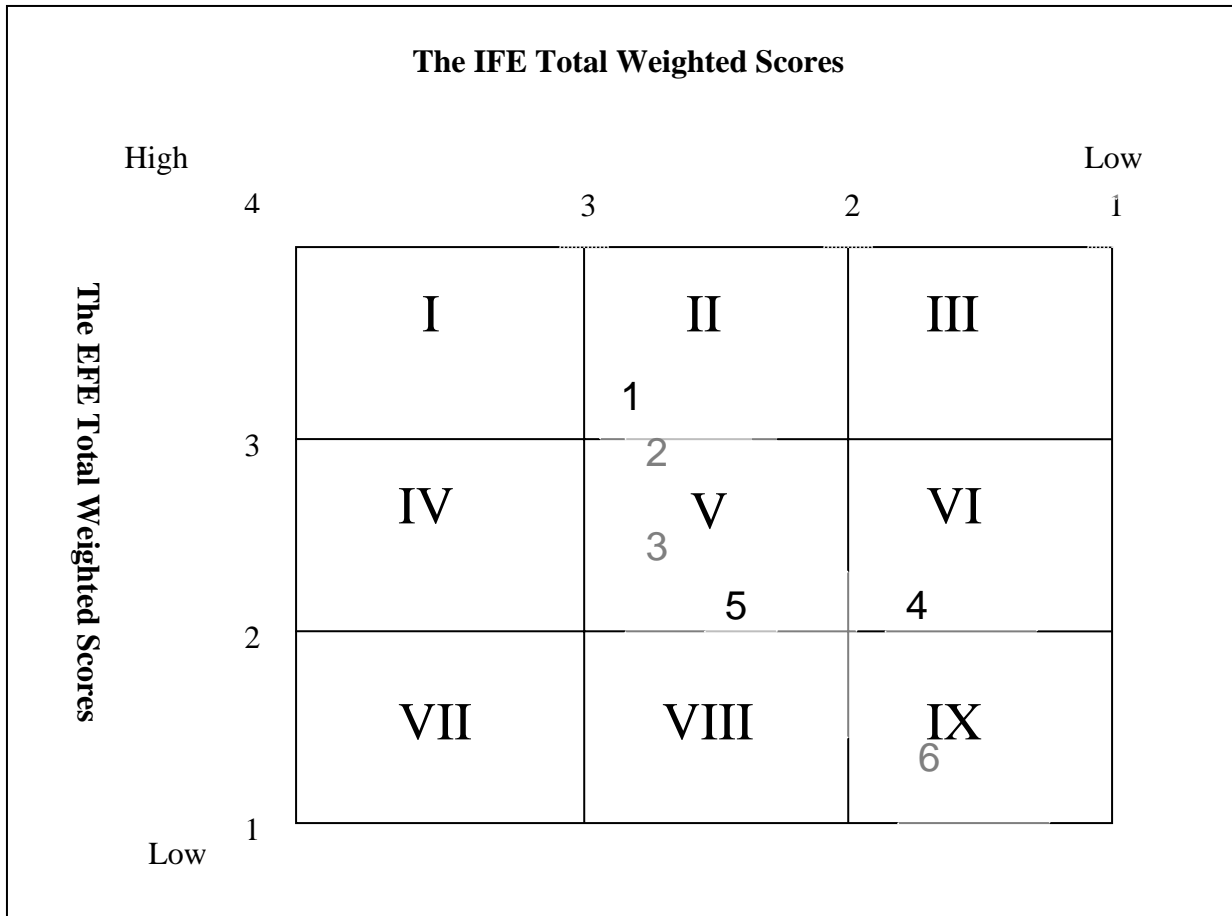 The IFE Total Weighted Scores
High
Low
4
3
2
1
The EFE Total Weighted Scores
I
II
III
1
3
2
IV
V
VI
3
5
4
2
VII
VIII
IX
6
1
Low